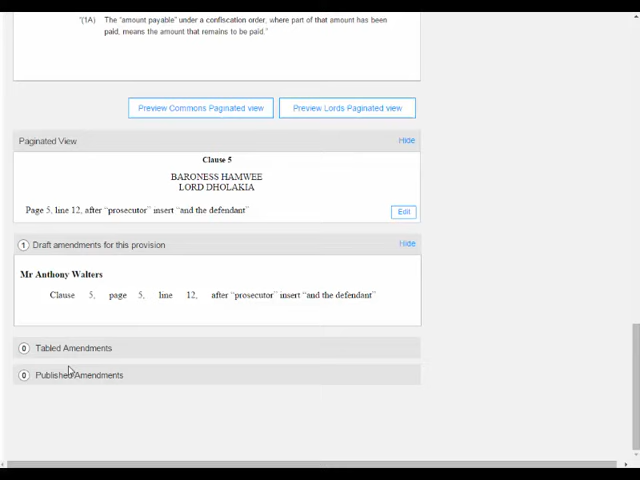 “(1A) The “amount payable” under a confiscation order, where part of that amount has been
paid, means the amount that remains to be paid.”
Preview Commons Paginated view
Preview Lords Paginated view
Paginated View
Hide
Clause 5
BARONESS HAMWEE
LORD DHOLAKIA
Page 5, line 12, after “prosecutor” insert “and the defendant”
Edit
1 Draft amendments for this provision
Hide
Mr Anthony Walters
Clause 5, page 5, line 12, after “prosecutor” insert “and the defendant”
0 Tabled Amendments
0 Published Amendments